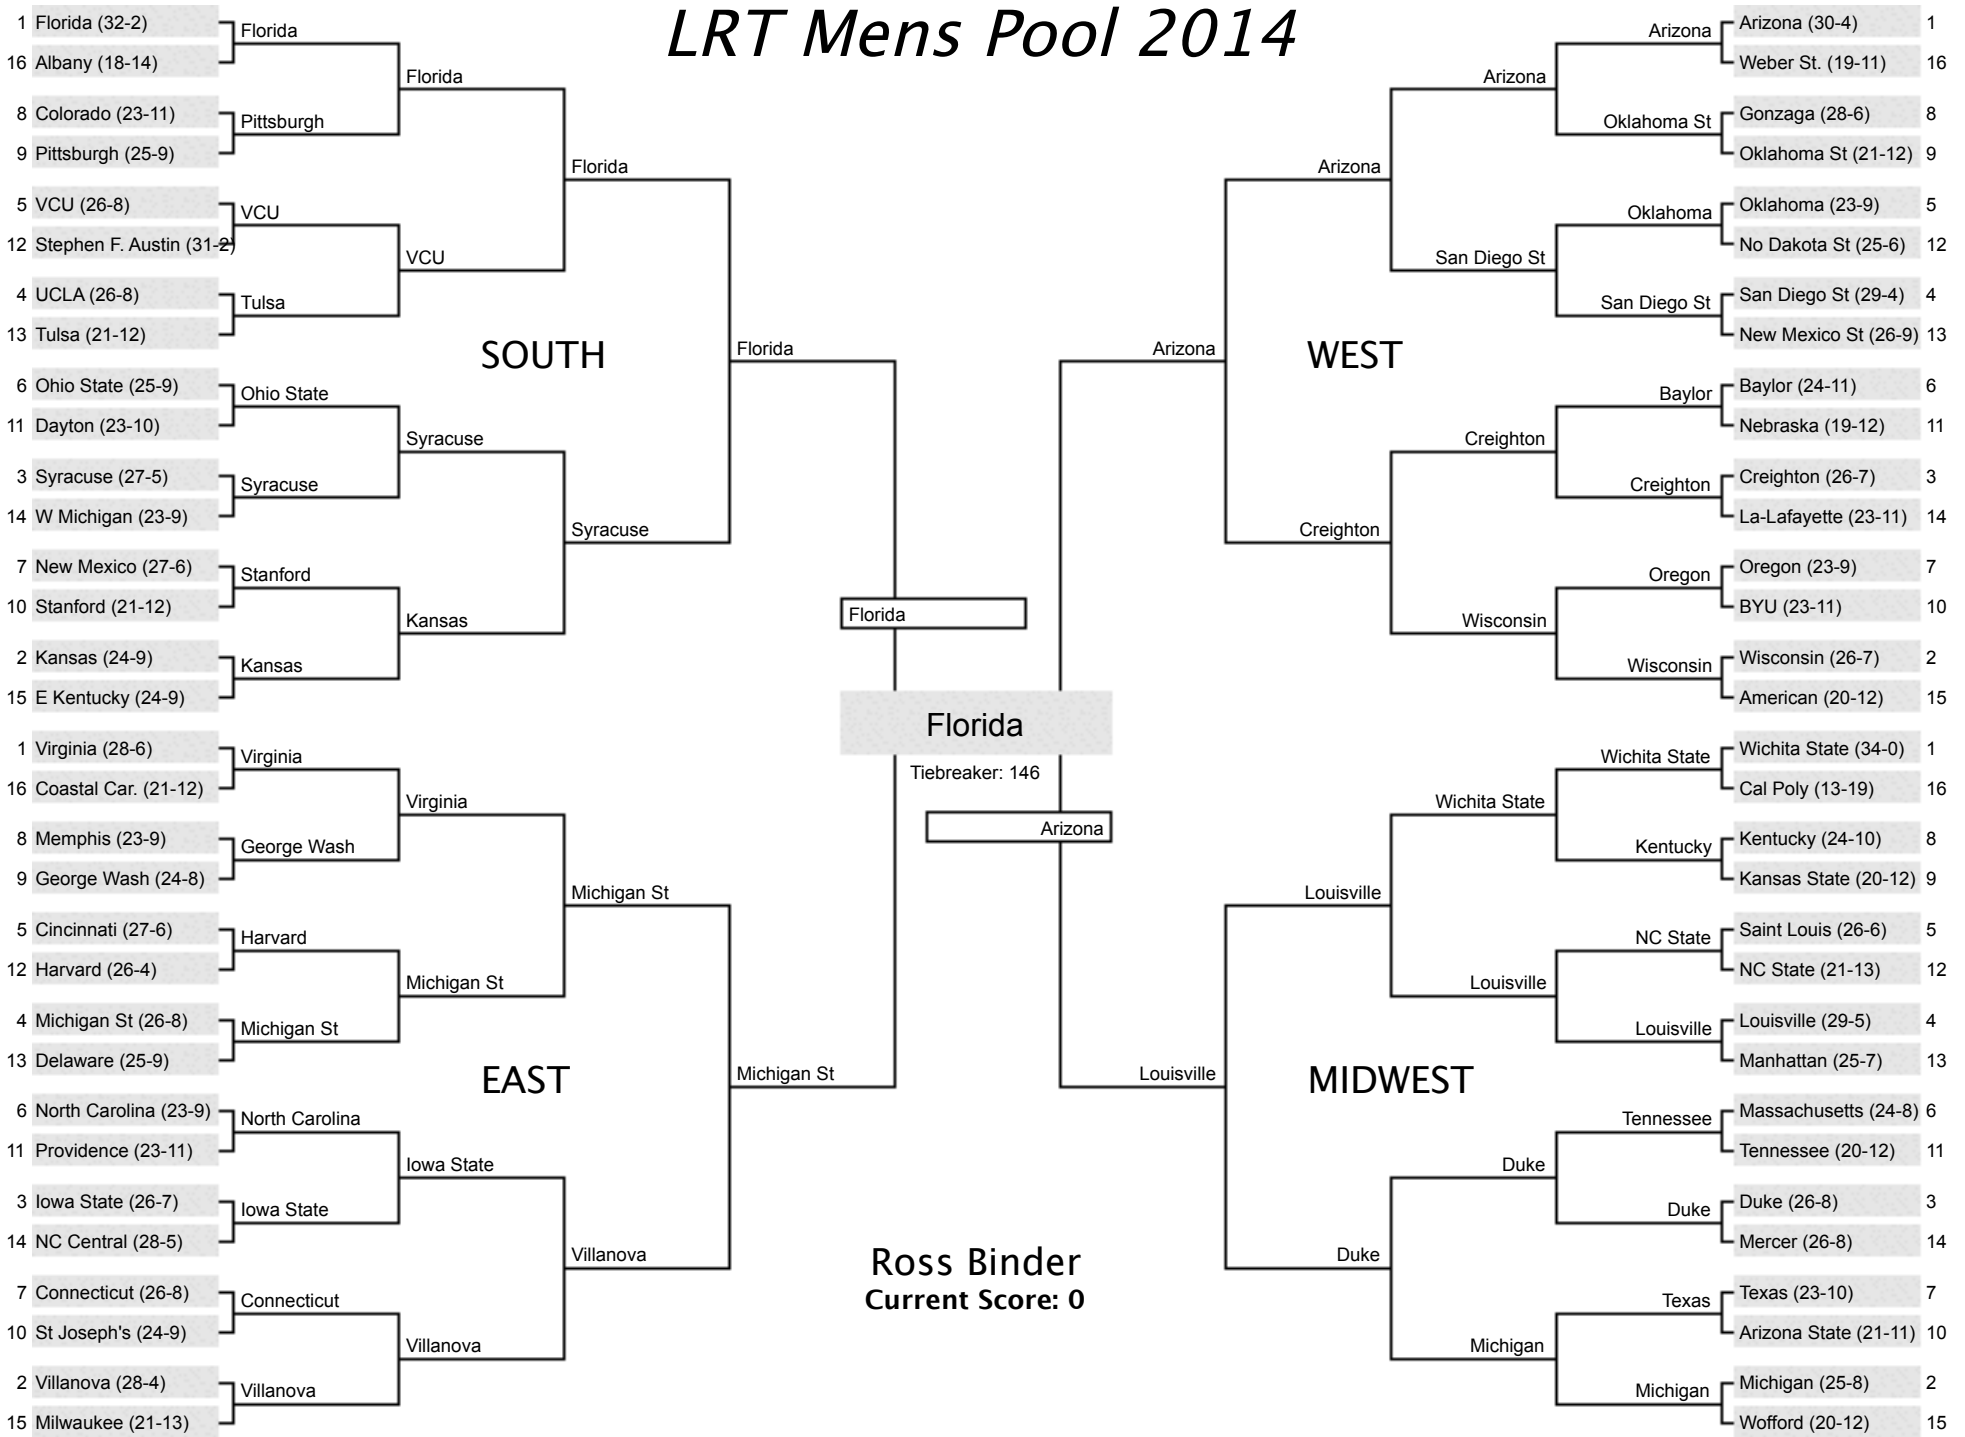 LRT Mens Pool 2014
1 Florida (32-2)
16 Albany (18-14)
8 Colorado (23-11)
9 Pittsburgh (25-9)
5 VCU (26-8)
12 Stephen F. Austin (31-2)
4 UCLA (26-8)
13 Tulsa (21-12)
6 Ohio State (25-9)
11 Dayton (23-10)
3 Syracuse (27-5)
14 W Michigan (23-9)
7 New Mexico (27-6)
10 Stanford (21-12)
2 Kansas (24-9)
15 E Kentucky (24-9)
Florida
Pittsburgh
VCU
Tulsa
Ohio State
Syracuse
Stanford
Kansas
Florida
VCU
Syracuse
Kansas
Florida
Syracuse
Florida
SOUTH
1 Virginia (28-6)
16 Coastal Car. (21-12)
8 Memphis (23-9)
9 George Wash (24-8)
5 Cincinnati (27-6)
12 Harvard (26-4)
4 Michigan St (26-8)
13 Delaware (25-9)
6 North Carolina (23-9)
11 Providence (23-11)
3 Iowa State (26-7)
14 NC Central (28-5)
7 Connecticut (26-8)
10 St Joseph's (24-9)
2 Villanova (28-4)
15 Milwaukee (21-13)
Virginia
George Wash
Harvard
Michigan St
North Carolina
Iowa State
Connecticut
Villanova
Virginia
Michigan St
Iowa State
Villanova
Michigan St
Villanova
Michigan St
EAST
Florida
Florida
Tiebreaker: 146
Arizona
Ross Binder
Current Score: 0
Arizona (30-4) 1
Weber St. (19-11) 16
Gonzaga (28-6) 8
Oklahoma St (21-12) 9
Oklahoma (23-9) 5
No Dakota St (25-6) 12
San Diego St (29-4) 4
New Mexico St (26-9) 13
Baylor (24-11) 6
Nebraska (19-12) 11
Creighton (26-7) 3
La-Lafayette (23-11) 14
Oregon (23-9) 7
BYU (23-11) 10
Wisconsin (26-7) 2
American (20-12) 15
Arizona
Oklahoma St
Oklahoma
San Diego St
Baylor
Creighton
Oregon
Wisconsin
Arizona
San Diego St
Creighton
Wisconsin
Arizona
Creighton
Arizona
WEST
Wichita State (34-0) 1
Cal Poly (13-19) 16
Kentucky (24-10) 8
Kansas State (20-12) 9
Saint Louis (26-6) 5
NC State (21-13) 12
Louisville (29-5) 4
Manhattan (25-7) 13
Massachusetts (24-8) 6
Tennessee (20-12) 11
Duke (26-8) 3
Mercer (26-8) 14
Texas (23-10) 7
Arizona State (21-11) 10
Michigan (25-8) 2
Wofford (20-12) 15
Wichita State
Kentucky
NC State
Louisville
Tennessee
Duke
Texas
Michigan
Wichita State
Louisville
Duke
Michigan
Louisville
Duke
Louisville
MIDWEST